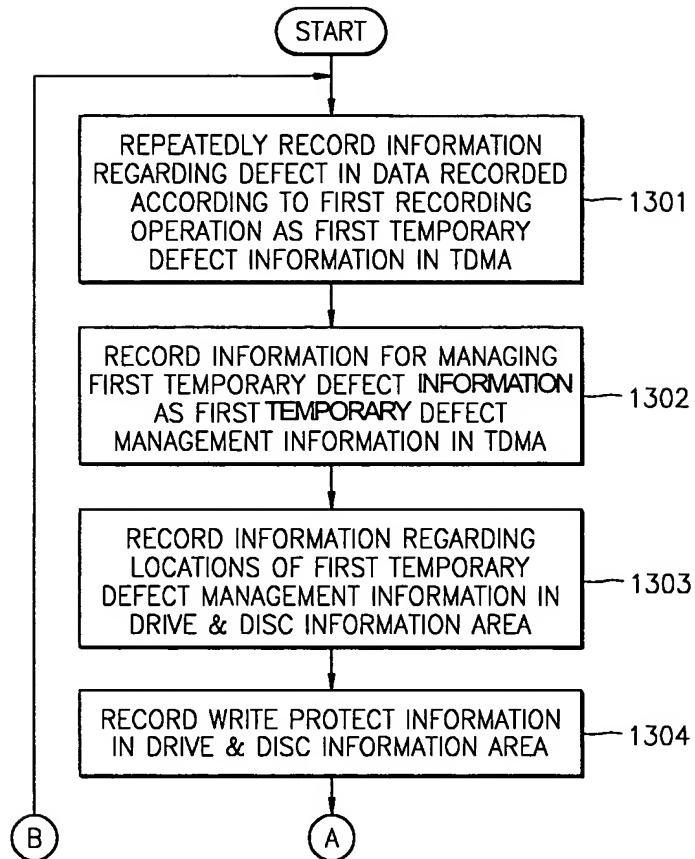 START
REPEATEDLY RECORD INFORMATION
REGARDING DEFECT IN DATA RECORDED
ACCORDING TO FIRST RECORDING
OPERATION AS FIRST TEMPORARY
DEFECT INFORMATION IN TDMA
1301
RECORD INFORMATION FOR MANAGING
FIRST TEMPORARY DEFECT INFORMATION
AS FIRST TEMPORARY DEFECT
MANAGEMENT INFORMATION IN TDMA
1302
RECORD INFORMATION REGARDING
LOCATIONS OF FIRST TEMPORARY
DEFECT MANAGEMENT INFORMATION IN
DRIVE & DISC INFORMATION AREA
1303
RECORD WRITE PROTECT INFORMATION
IN DRIVE & DISC INFORMATION AREA
1304
B
A